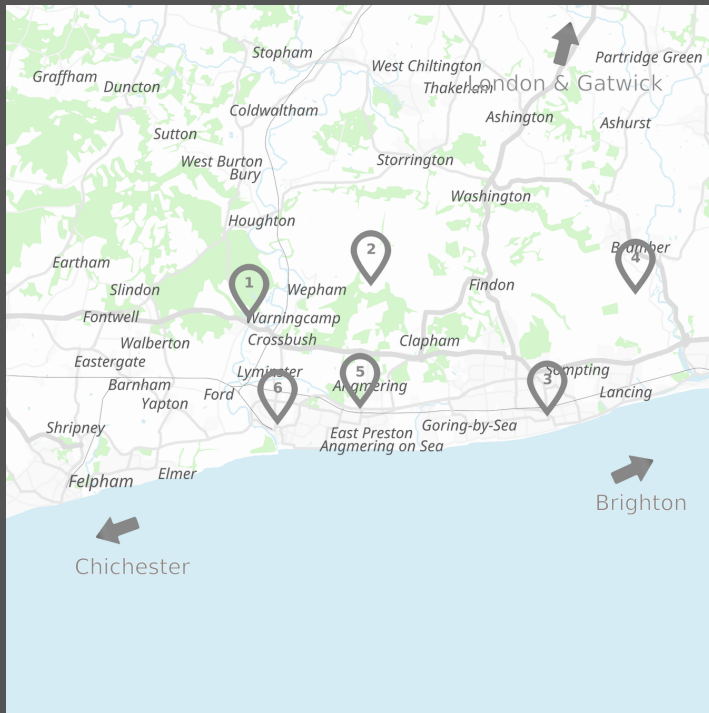 Stopham
Partridge Green
West Chiltington
Graffham
Duncton
Thakeham
London & Gatwick
Coldwaltham
Ashington
Ashurst
Sutton
West Burton
Storrington
Bury
Washington
Houghton
Bramber
2
4
Eartham
1
Slindon
Wepham
Findon
Fontwell
Warningcamp
Walberton
Crossbush
Clapham
Eastergate
Lyminster
5
3
Sompting
Barnham
6
Angmering
Ford
Lancing
Yapton
Shripney
East Preston
Goring-by-Sea
Angmering on Sea
Elmer
Felpham
Brighton
Chichester